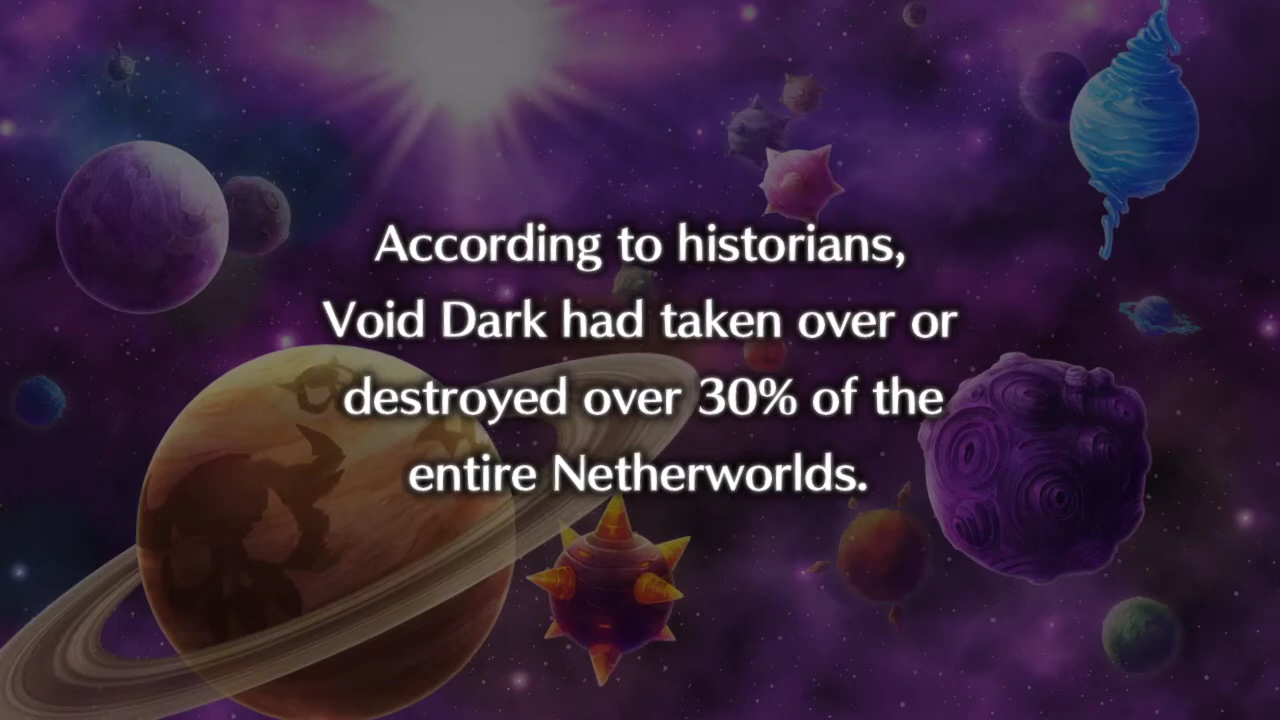 According to historians,
Void Dark had taken over or
destroyed over 30% of the
entire Netherworlds.